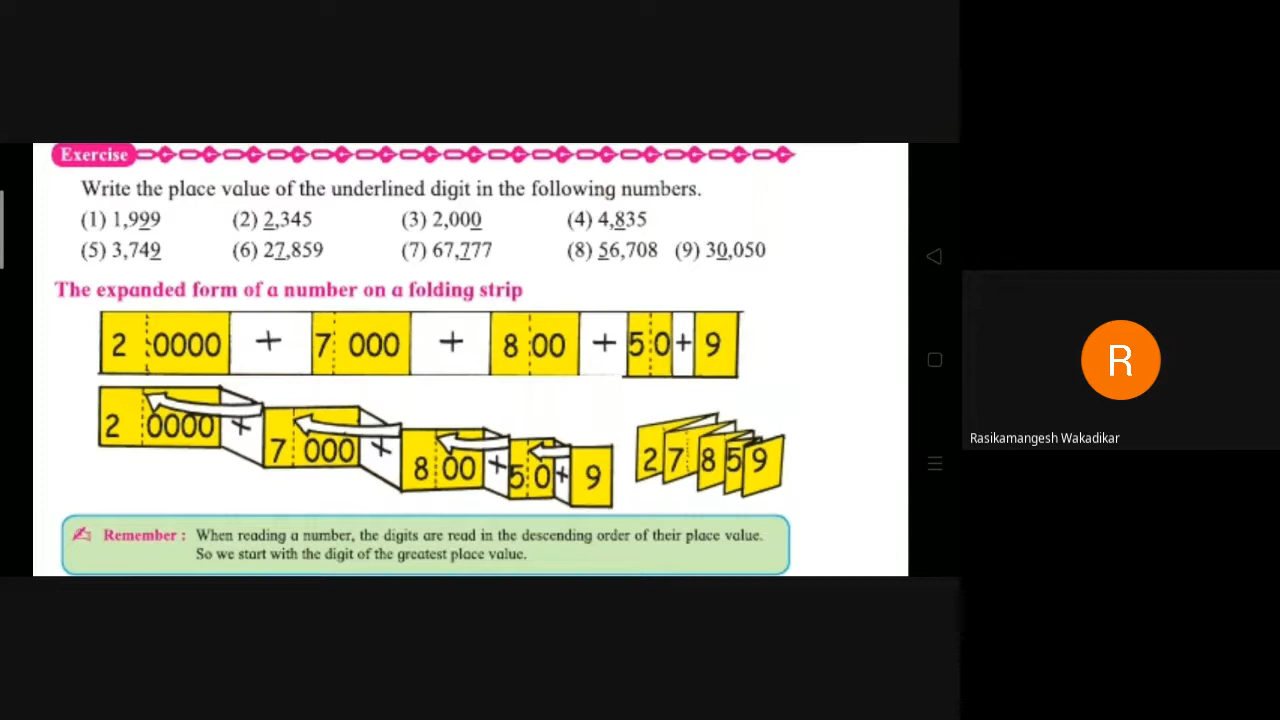 Exercise
Write the place value of the underlined digit in the following numbers.
(1) 1,999 (2) 2,345 (3) 2,000 (4) 4,835
(5) 3,749 (6) 27,859 (7) 67,777 (8) 56,708 (9) 30,050
The expanded form of a number on a folding strip
2 0000 + 7 000 + 8 00 + 5 0 + 9
2 0000 + 7 000 + 8 00 + 5 0 + 9
2 7 8 5 9
Remember : When reading a number, the digits are read in the descending order of their place value.
So we start with the digit of the greatest place value.
R
Rasikamangesh Wakadikar